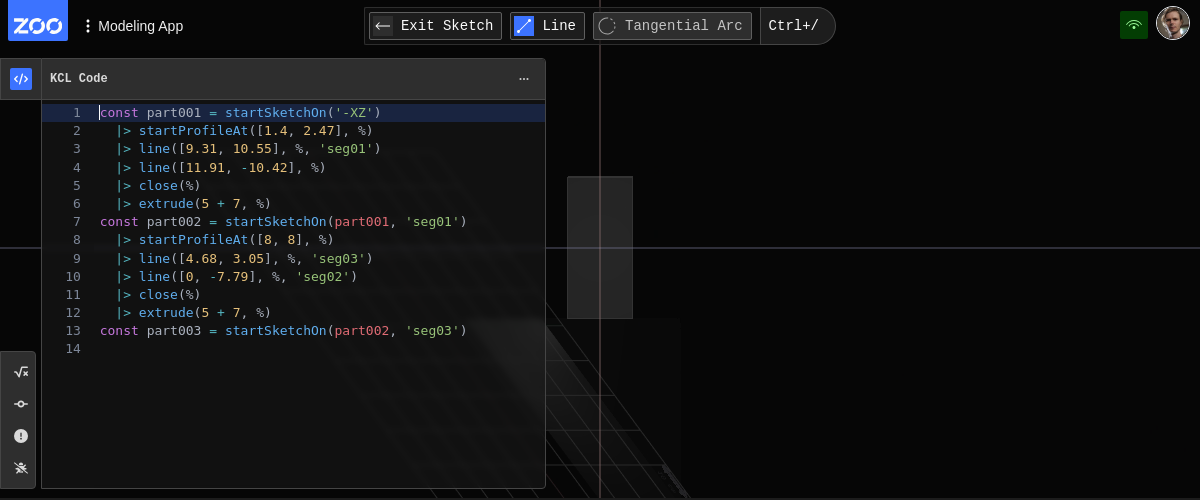 ZOO
Modeling App
Exit Sketch
Line
Tangential Arc
Ctrl+/
KCL Code
1 const part001 = startSketchOn('-XZ')
2   |> startProfileAt([1.4, 2.47], %)
3   |> line([9.31, 10.55], %, 'seg01')
4   |> line([11.91, -10.42], %)
5   |> close(%)
6   |> extrude(5 + 7, %)
7 const part002 = startSketchOn(part001, 'seg01')
8   |> startProfileAt([8, 8], %)
9   |> line([4.68, 3.05], %, 'seg03')
10   |> line([0, -7.79], %, 'seg02')
11   |> close(%)
12   |> extrude(5 + 7, %)
13 const part003 = startSketchOn(part002, 'seg03')
14